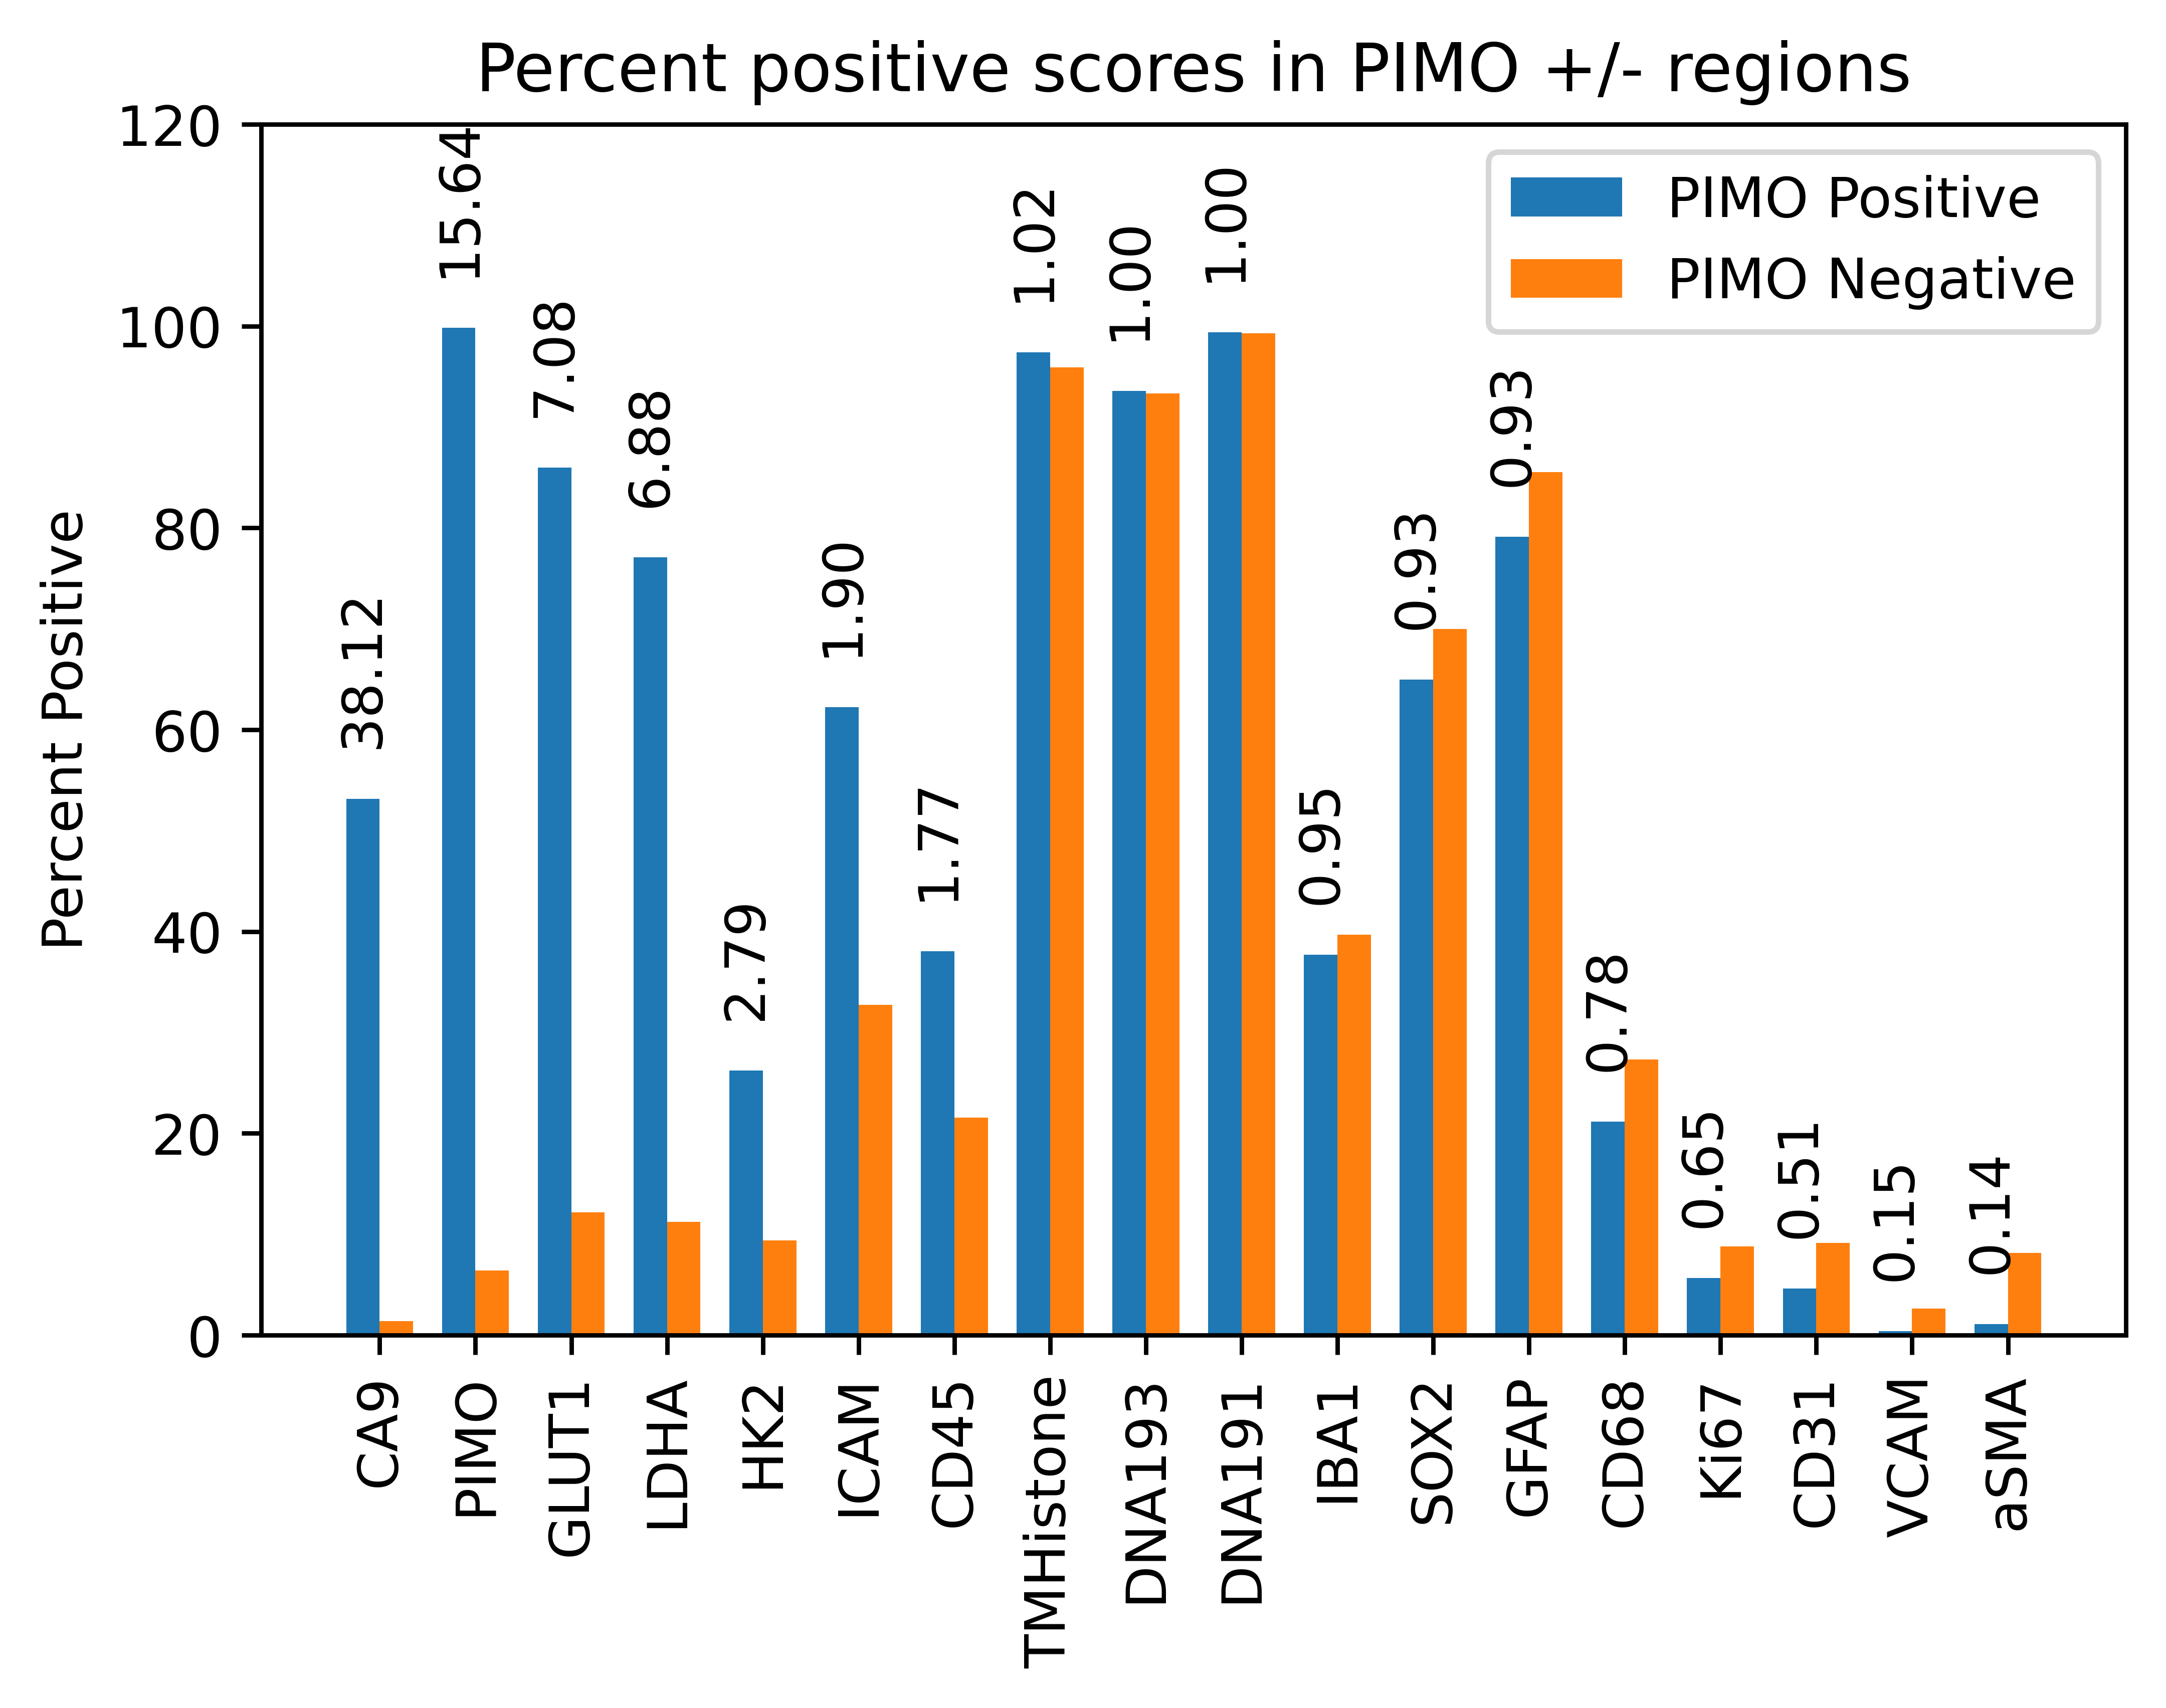 Percent positive scores in PIMO +/- regions
Percent Positive
120
100
80
60
40
20
0
PIMO Positive
PIMO Negative
38.12
15.64
7.08
6.88
2.79
1.90
1.77
1.02
1.00
1.00
0.95
0.93
0.93
0.78
0.65
0.51
0.15
0.14
CA9
PIMO
GLUT1
LDHA
HK2
ICAM
CD45
TMHistone
DNA193
DNA191
IBA1
SOX2
GFAP
CD68
Ki67
CD31
VCAM
aSMA